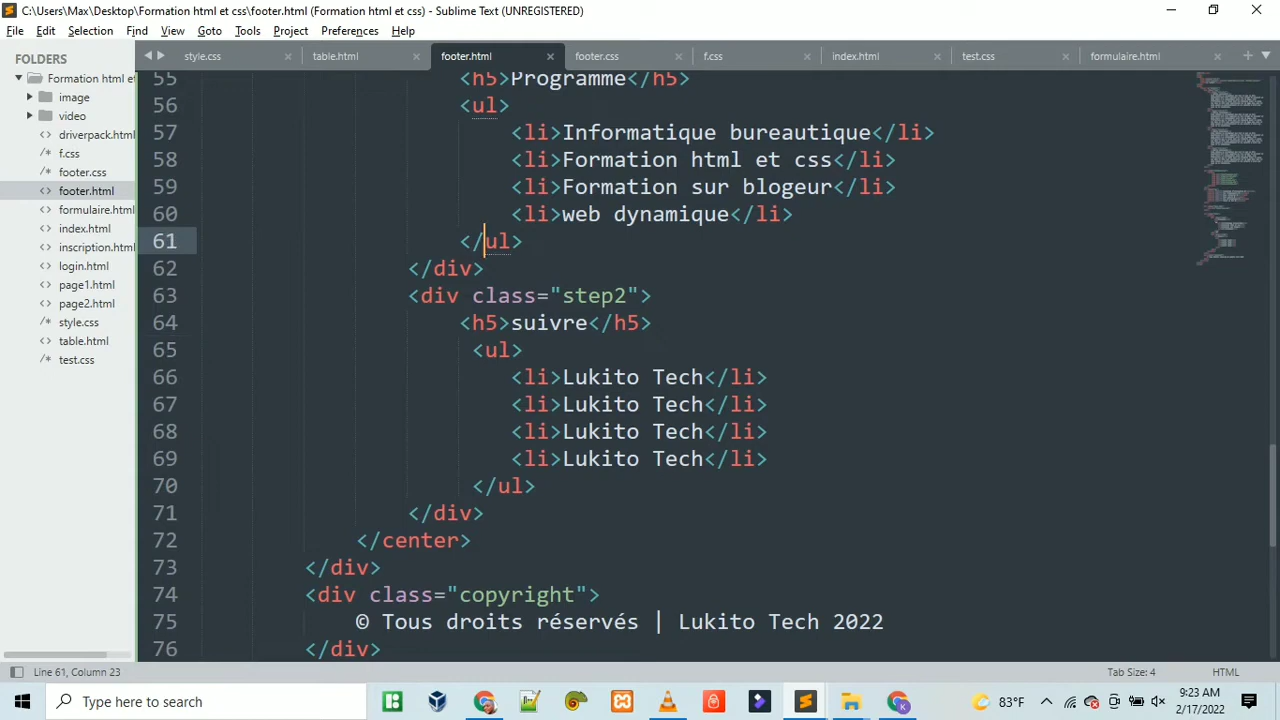 C:\Users\Max\Desktop\Formation html et css\footer.html (Formation html et css) - Sublime Text (UNREGISTERED)
File Edit Selection Find View Goto Tools Project Preferences Help
FOLDERS
Formation html et
image
video
driverpack.html
f.css
footer.css
footer.html
formulaire.html
index.html
inscription.html
login.html
page1.html
page2.html
style.css
table.html
test.css
style.css table.html footer.html footer.css f.css index.html test.css formulaire.html
55 <h5>Programme</h5>
56 <ul>
57 <li>Informatique bureautique</li>
58 <li>Formation html et css</li>
59 <li>Formation sur blogeur</li>
60 <li>web dynamique</li>
61 </ul>
62 </div>
63 <div class="step2">
64 <h5>suivre</h5>
65 <ul>
66 <li>Lukito Tech</li>
67 <li>Lukito Tech</li>
68 <li>Lukito Tech</li>
69 <li>Lukito Tech</li>
70 </ul>
71 </div>
72 </center>
73 </div>
74 <div class="copyright">
75 © Tous droits réservés | Lukito Tech 2022
76 </div>
Line 61, Column 23 Tab Size: 4 HTML
Type here to search
83°F
9:23 AM
2/17/2022